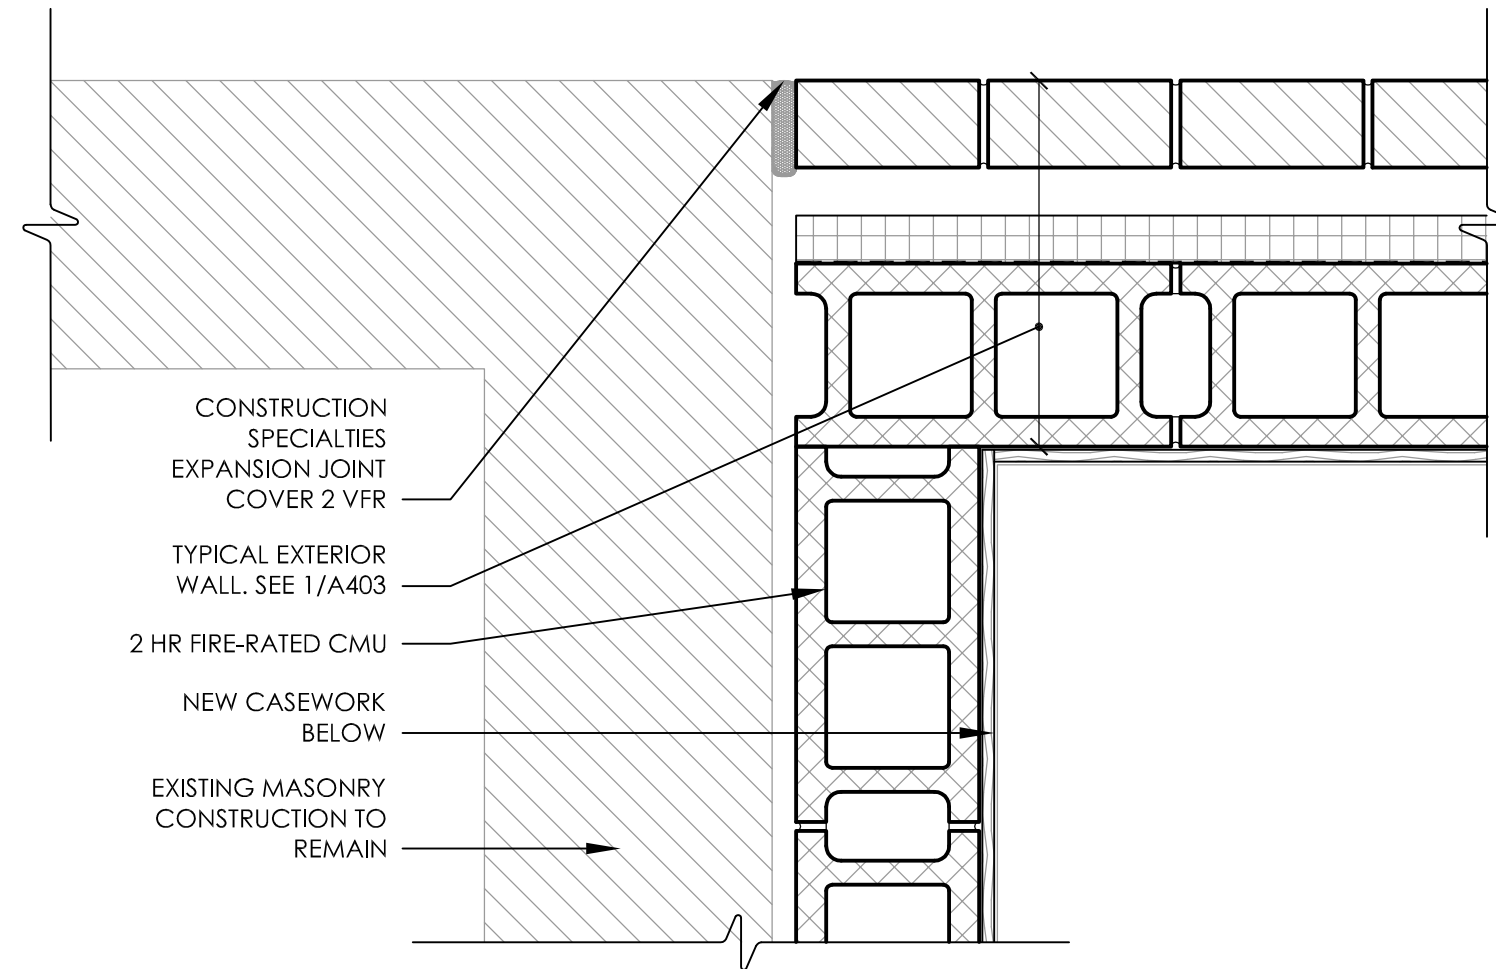 CONSTRUCTION
SPECIALTIES
EXPANSION JOINT
COVER 2 VFR
TYPICAL EXTERIOR
WALL. SEE 1/A403
2 HR FIRE-RATED CMU
NEW CASEWORK
BELOW
EXISTING MASONRY
CONSTRUCTION TO
REMAIN